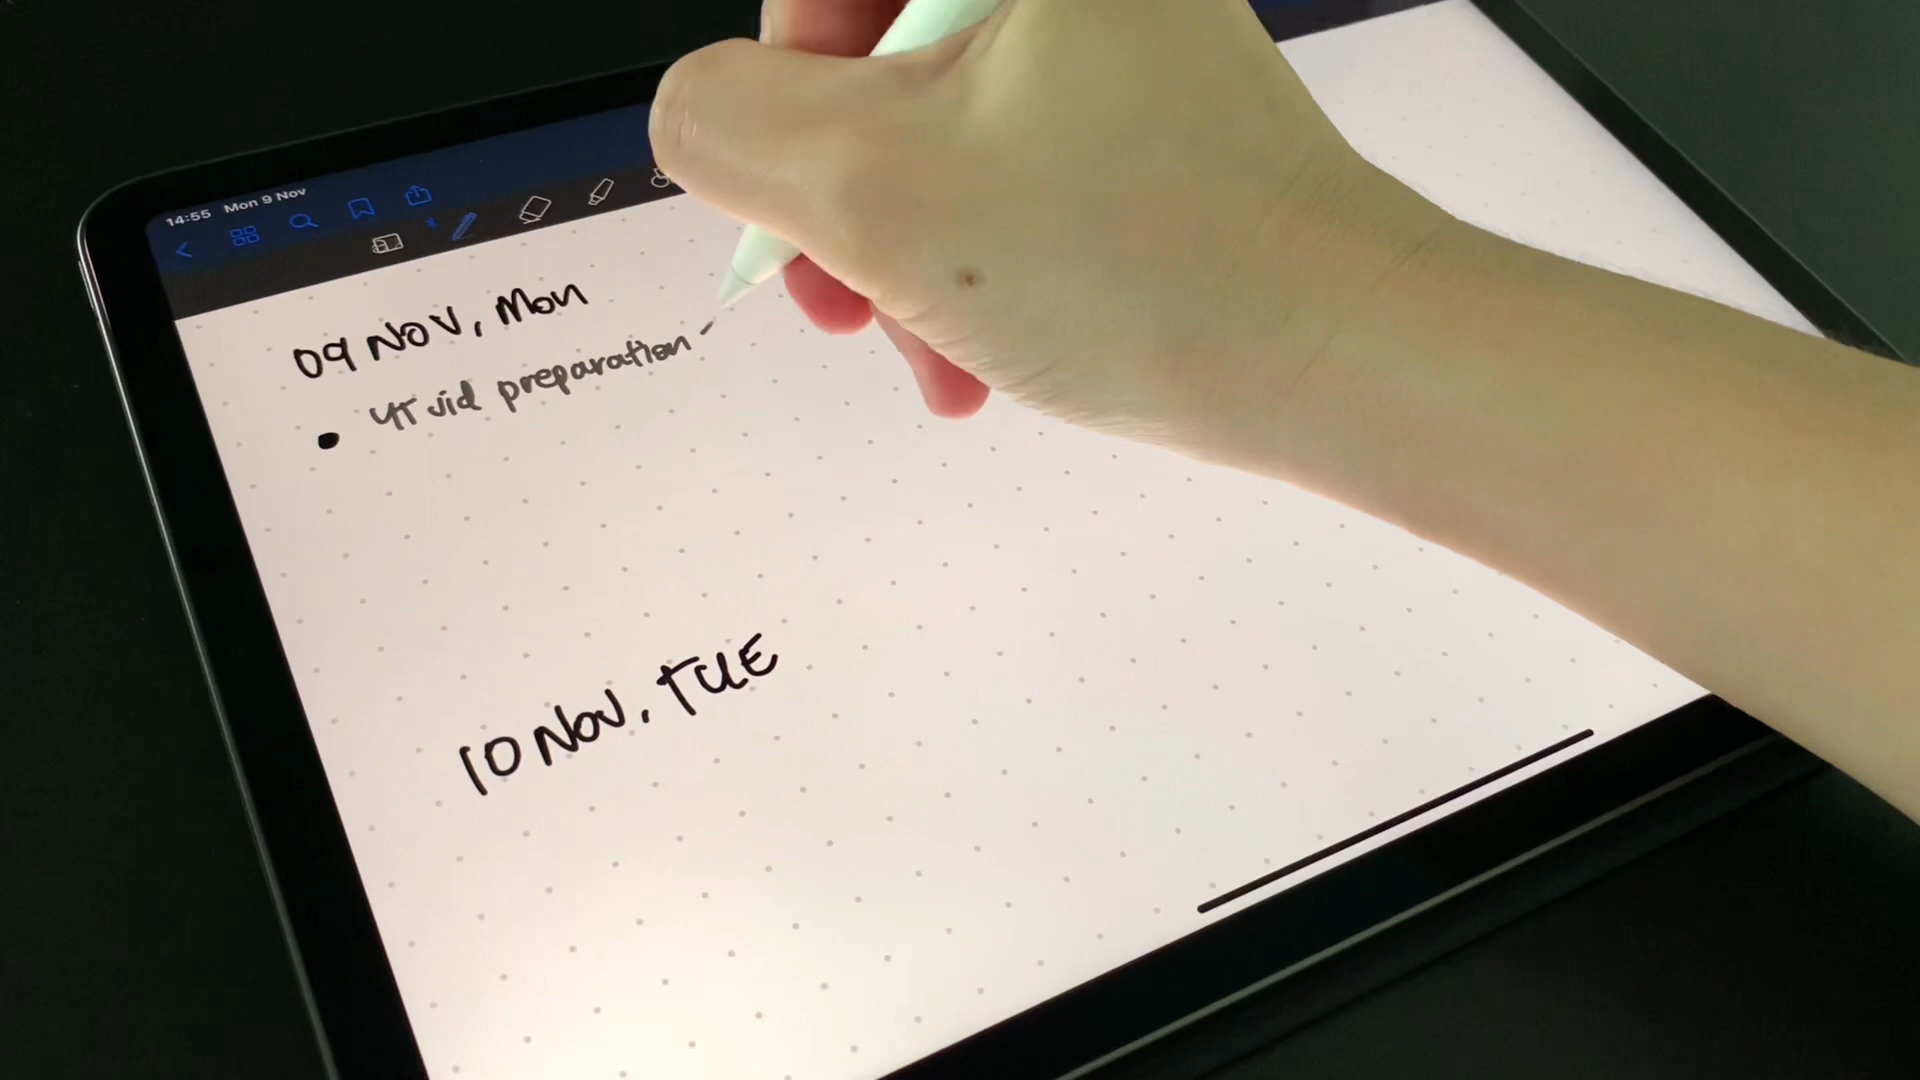 14:55 Mon 9 Nov
09 NOV, Mon
• YT vid preparation -
10 Nov, TUE